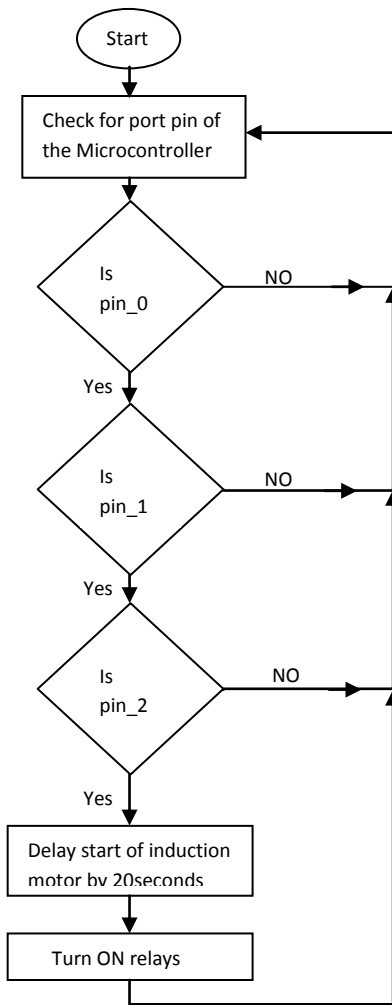 Start
Check for port pin of
the Microcontroller
Is
pin_0
NO
Yes
Is
pin_1
NO
Yes
Is
pin_2
NO
Yes
Delay start of induction
motor by 20seconds
Turn ON relays